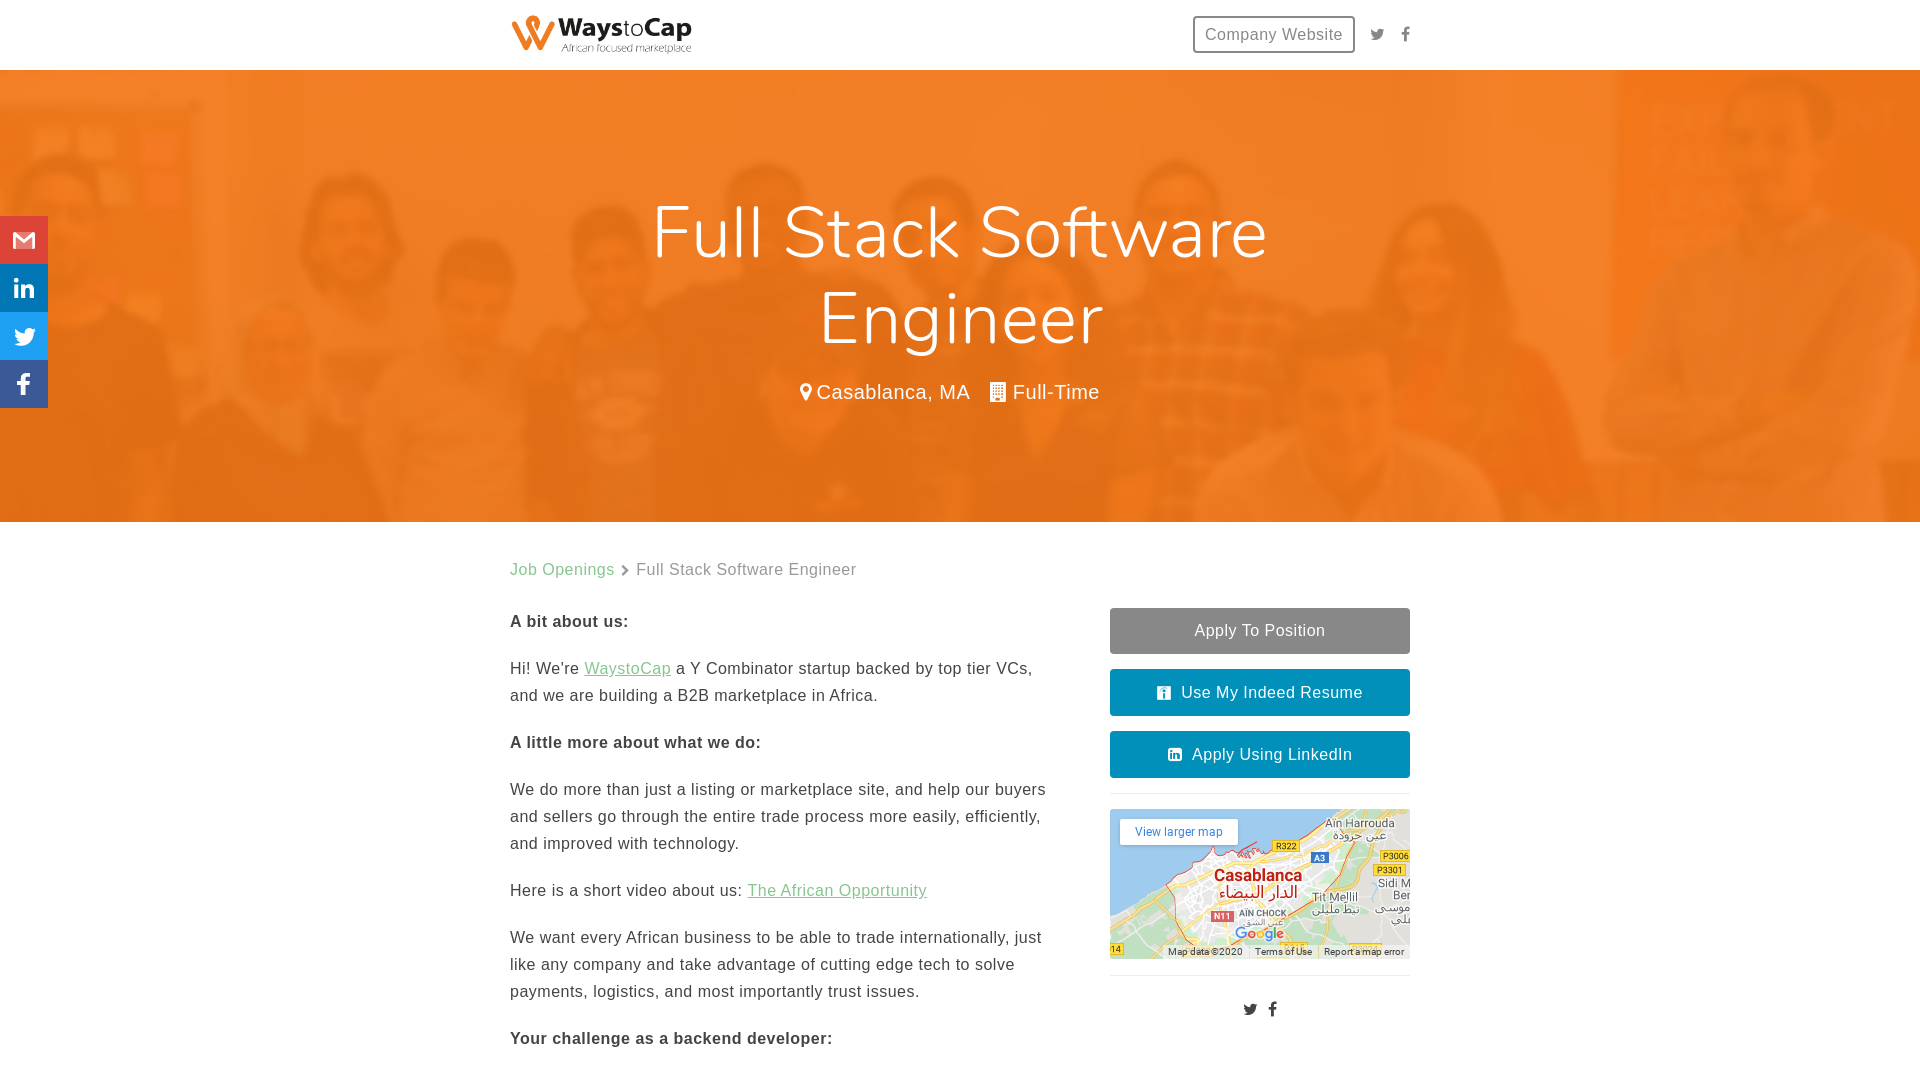 WaystoCap
African focused marketplace
Company Website
Full Stack Software
Engineer
Casablanca, MA
Full-Time
Job Openings
Full Stack Software Engineer
A bit about us:
Hi! We're WaystoCap a Y Combinator startup backed by top tier VCs,
and we are building a B2B marketplace in Africa.
A little more about what we do:
We do more than just a listing or marketplace site, and help our buyers
and sellers go through the entire trade process more easily, efficiently,
and improved with technology.
Here is a short video about us: The African Opportunity
We want every African business to be able to trade internationally, just
like any company and take advantage of cutting edge tech to solve
payments, logistics, and most importantly trust issues.
Your challenge as a backend developer:
Apply To Position
Use My Indeed Resume
Apply Using LinkedIn
View larger map
Aïn Harrouda
عين حرودة
R322
A3
P3006
P3301
Casablanca
الدار البيضاء
Sidi M
Ber
Tit Mellil
تيط مليل
N11
AÏN CHOCK
عين الشق
Google
14
Map data ©2020
Terms of Use
Report a map error